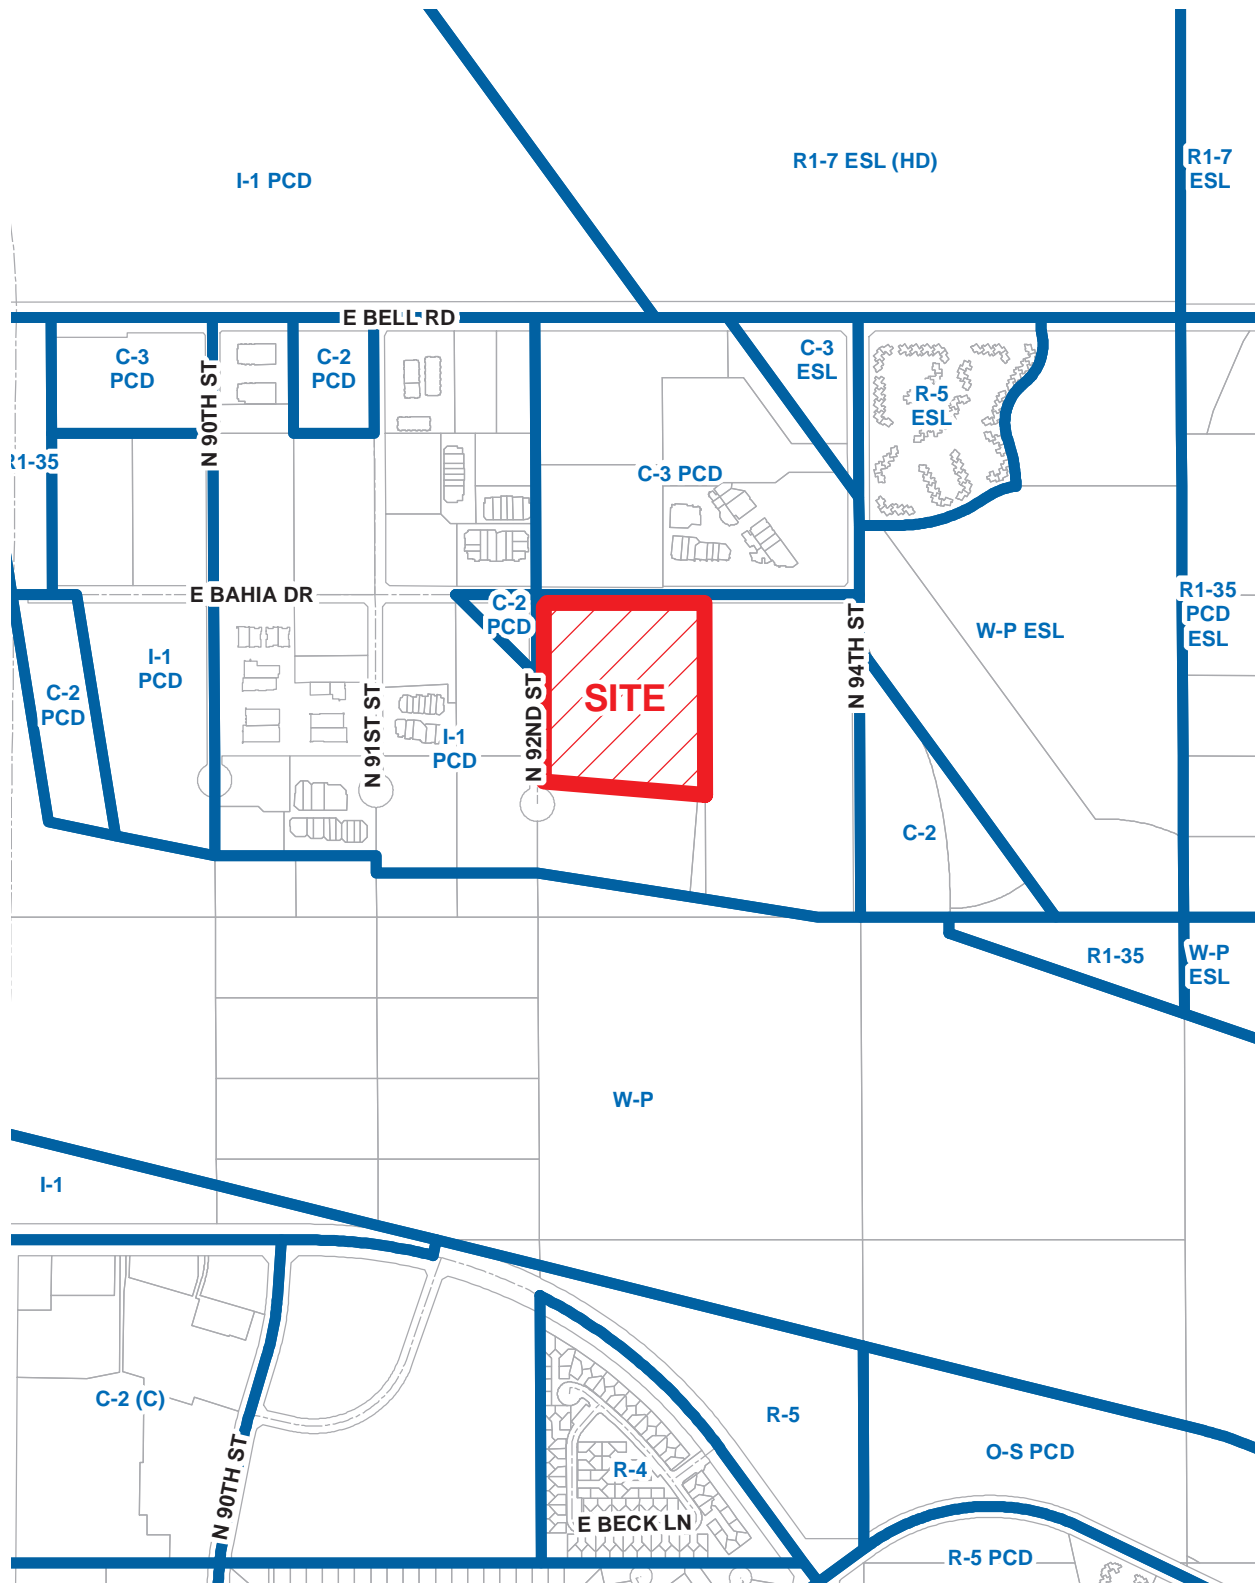 I-1 PCD
R1-7 ESL (HD)
R1-7
ESL
E BELL RD
C-3
PCD
N 90TH ST
C-2
PCD
C-3
ESL
R-5
ESL
R1-35
C-3 PCD
E BAHIA DR
C-2
PCD
R1-35
PCD
ESL
W-P ESL
I-1
PCD
C-2
PCD
N 91ST ST
I-1
PCD
N 92ND ST
SITE
N 94TH ST
C-2
R1-35
W-P
ESL
W-P
I-1
C-2 (C)
N 90TH ST
R-5
O-S PCD
R-4
E BECK LN
R-5 PCD